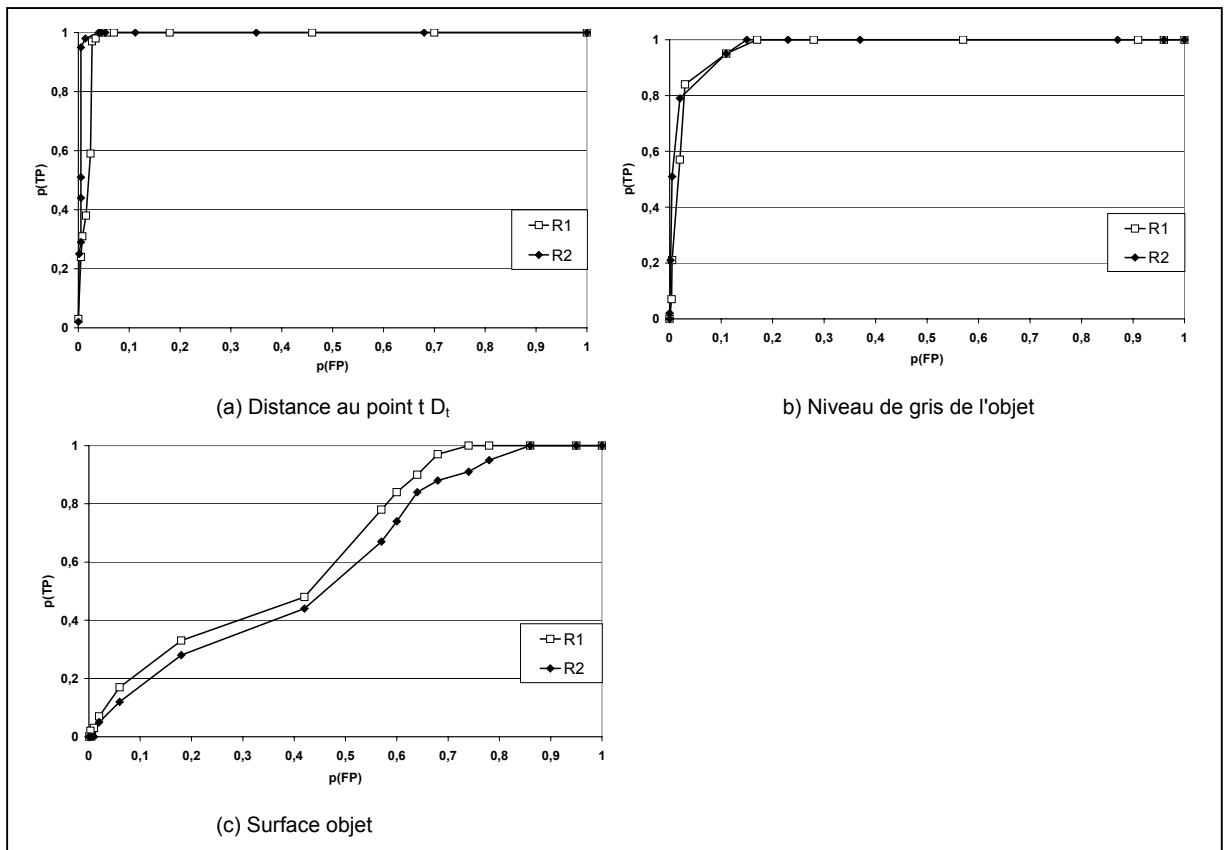 1
0,8
0,6
0,4
0,2
0
p(TP)
0 0,1 0,2 0,3 0,4 0,5 0,6 0,7 0,8 0,9 1
p(FP)
R1
R2
(a) Distance au point t Dt
1
0,8
0,6
0,4
0,2
0
p(TP)
0 0,1 0,2 0,3 0,4 0,5 0,6 0,7 0,8 0,9 1
p(FP)
R1
R2
b) Niveau de gris de l'objet
1
0,8
0,6
0,4
0,2
0
p(TP)
0 0,1 0,2 0,3 0,4 0,5 0,6 0,7 0,8 0,9 1
p(FP)
R1
R2
(c) Surface objet